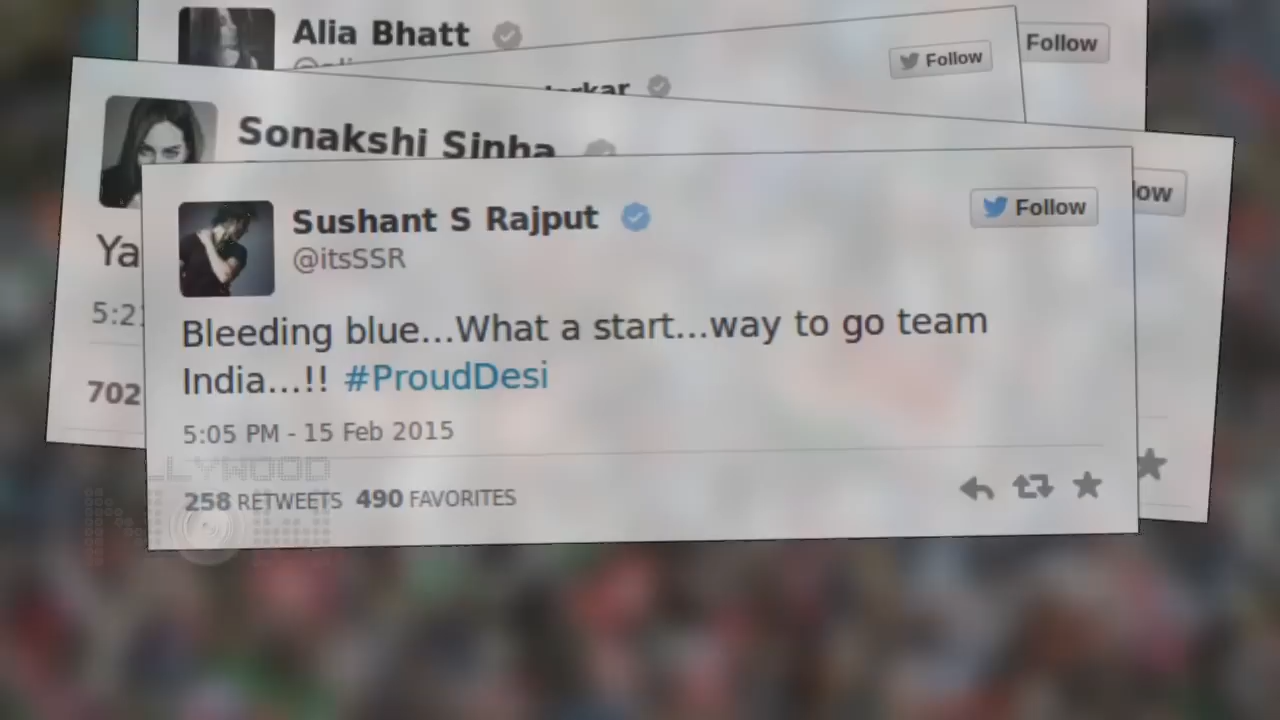 Alia Bhatt
Follow
Follow
Sonakshi Sinha
Sushant S Rajput
Follow
@itsSSR
Bleeding blue...What a start...way to go team
India...!! #ProudDesi
5:05 PM - 15 Feb 2015
702
258 RETWEETS 490 FAVORITES